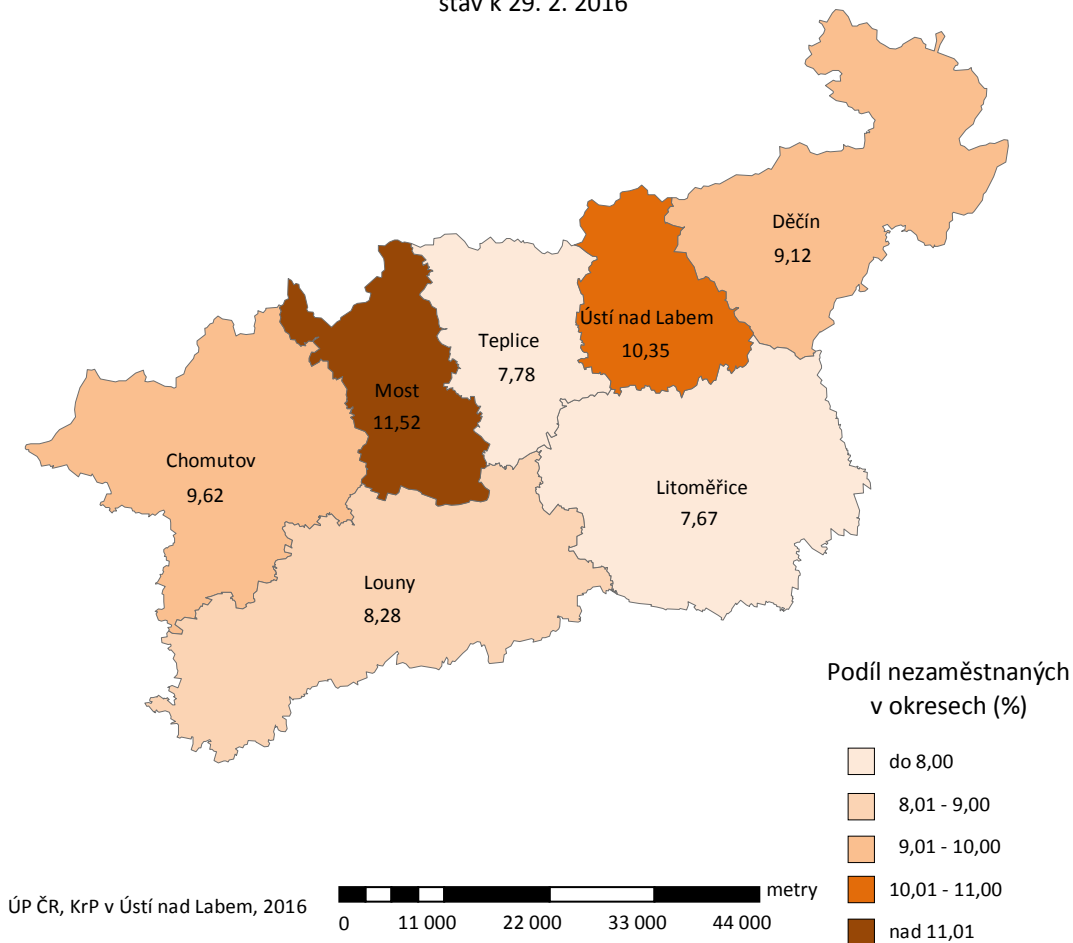 stav k 29. 2. 2016
Děčín
9,12
Ústí nad Labem
10,35
Teplice
7,78
Most
11,52
Chomutov
9,62
Litoměřice
7,67
Louny
8,28
Podíl nezaměstnaných
v okresech (%)
do 8,00
8,01 - 9,00
9,01 - 10,00
10,01 - 11,00
nad 11,01
ÚP ČR, KrP v Ústí nad Labem, 2016
metry
0 11 000 22 000 33 000 44 000